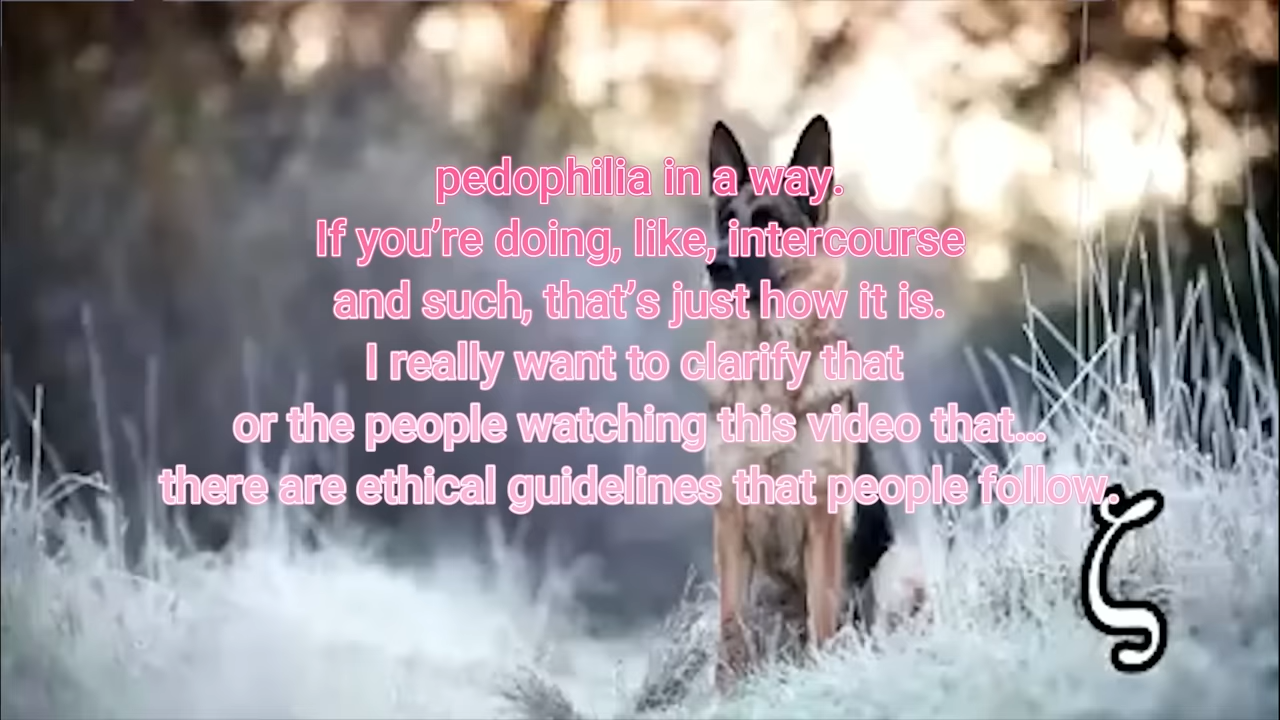 pedophilia in a way.
If you’re doing, like, intercourse
and such, that’s just how it is.
I really want to clarify that
or the people watching this video that...
there are ethical guidelines that people follow.
ζ